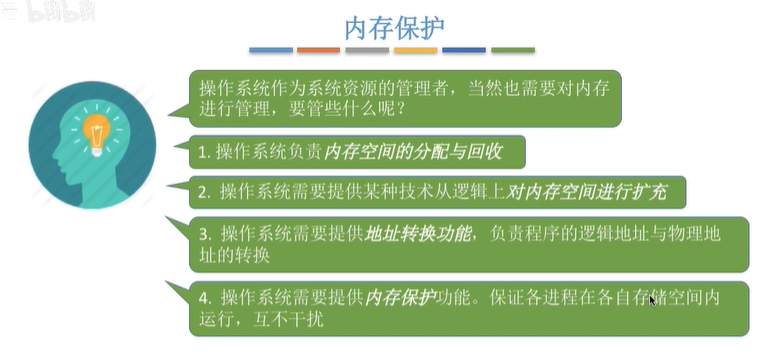 bilibili
内存保护
操作系统作为系统资源的管理者，当然也需要对内存
进行管理，要管些什么呢？
1. 操作系统负责内存空间的分配与回收
2. 操作系统需要提供某种技术从逻辑上对内存空间进行扩充
3. 操作系统需要提供地址转换功能，负责程序的逻辑地址与物理地
址的转换
4. 操作系统需要提供内存保护功能。保证各进程在各自存储空间内
运行，互不干扰